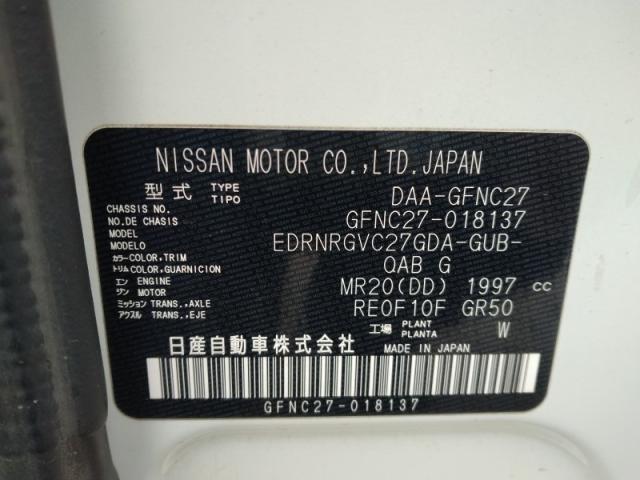 NISSAN MOTOR CO.,LTD.JAPAN
型式 TYPE TIPO DAA-GFNC27
CHASSIS NO. NO.DE CHASIS GFNC27-018137
MODEL MODELO EDRNRGVC27GDA-GUB-
カラー COLOR,TRIM QAB G
トリム COLOR,GUARNICION
エン ENGINE MR20(DD) 1997 cc
ジン MOTOR
ミッション TRANS.,AXLE RE0F10F GR50
アクスル TRANS.,EJE
工場 PLANT PLANTA W
日産自動車株式会社 MADE IN JAPAN
GFNC27-018137